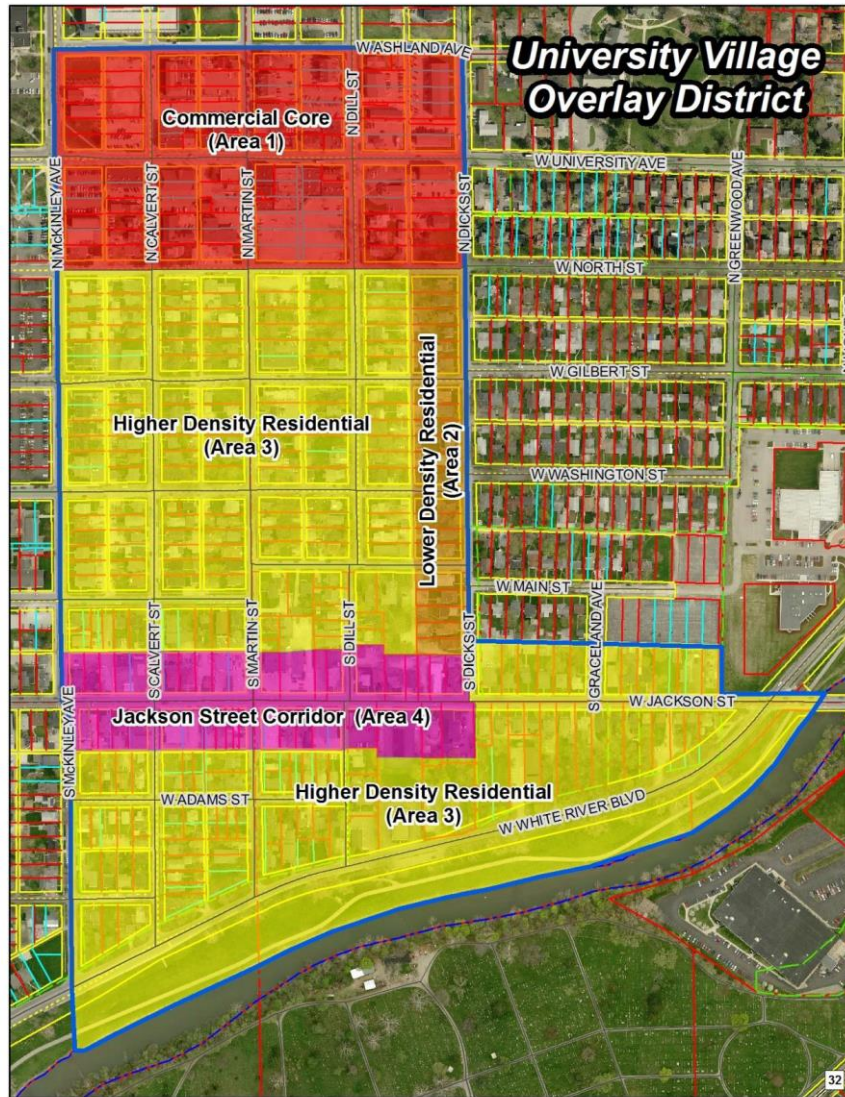 University Village
Overlay District
W ASHLAND AVE
Commercial Core
(Area 1)
N DILL ST
W UNIVERSITY AVE
N McKINLEY AVE
N CALVERT ST
N MARTIN ST
N DICKS ST
N GREENWOOD AVE
W NORTH ST
W GILBERT ST
Higher Density Residential
(Area 3)
Lower Density Residential
(Area 2)
W WASHINGTON ST
W MAIN ST
S McKINLEY AVE
S CALVERT ST
S MARTIN ST
S DILL ST
S DICKS ST
S GRACELAND AVE
W JACKSON ST
Jackson Street Corridor (Area 4)
W ADAMS ST
Higher Density Residential
(Area 3)
W WHITE RIVER BLVD
32